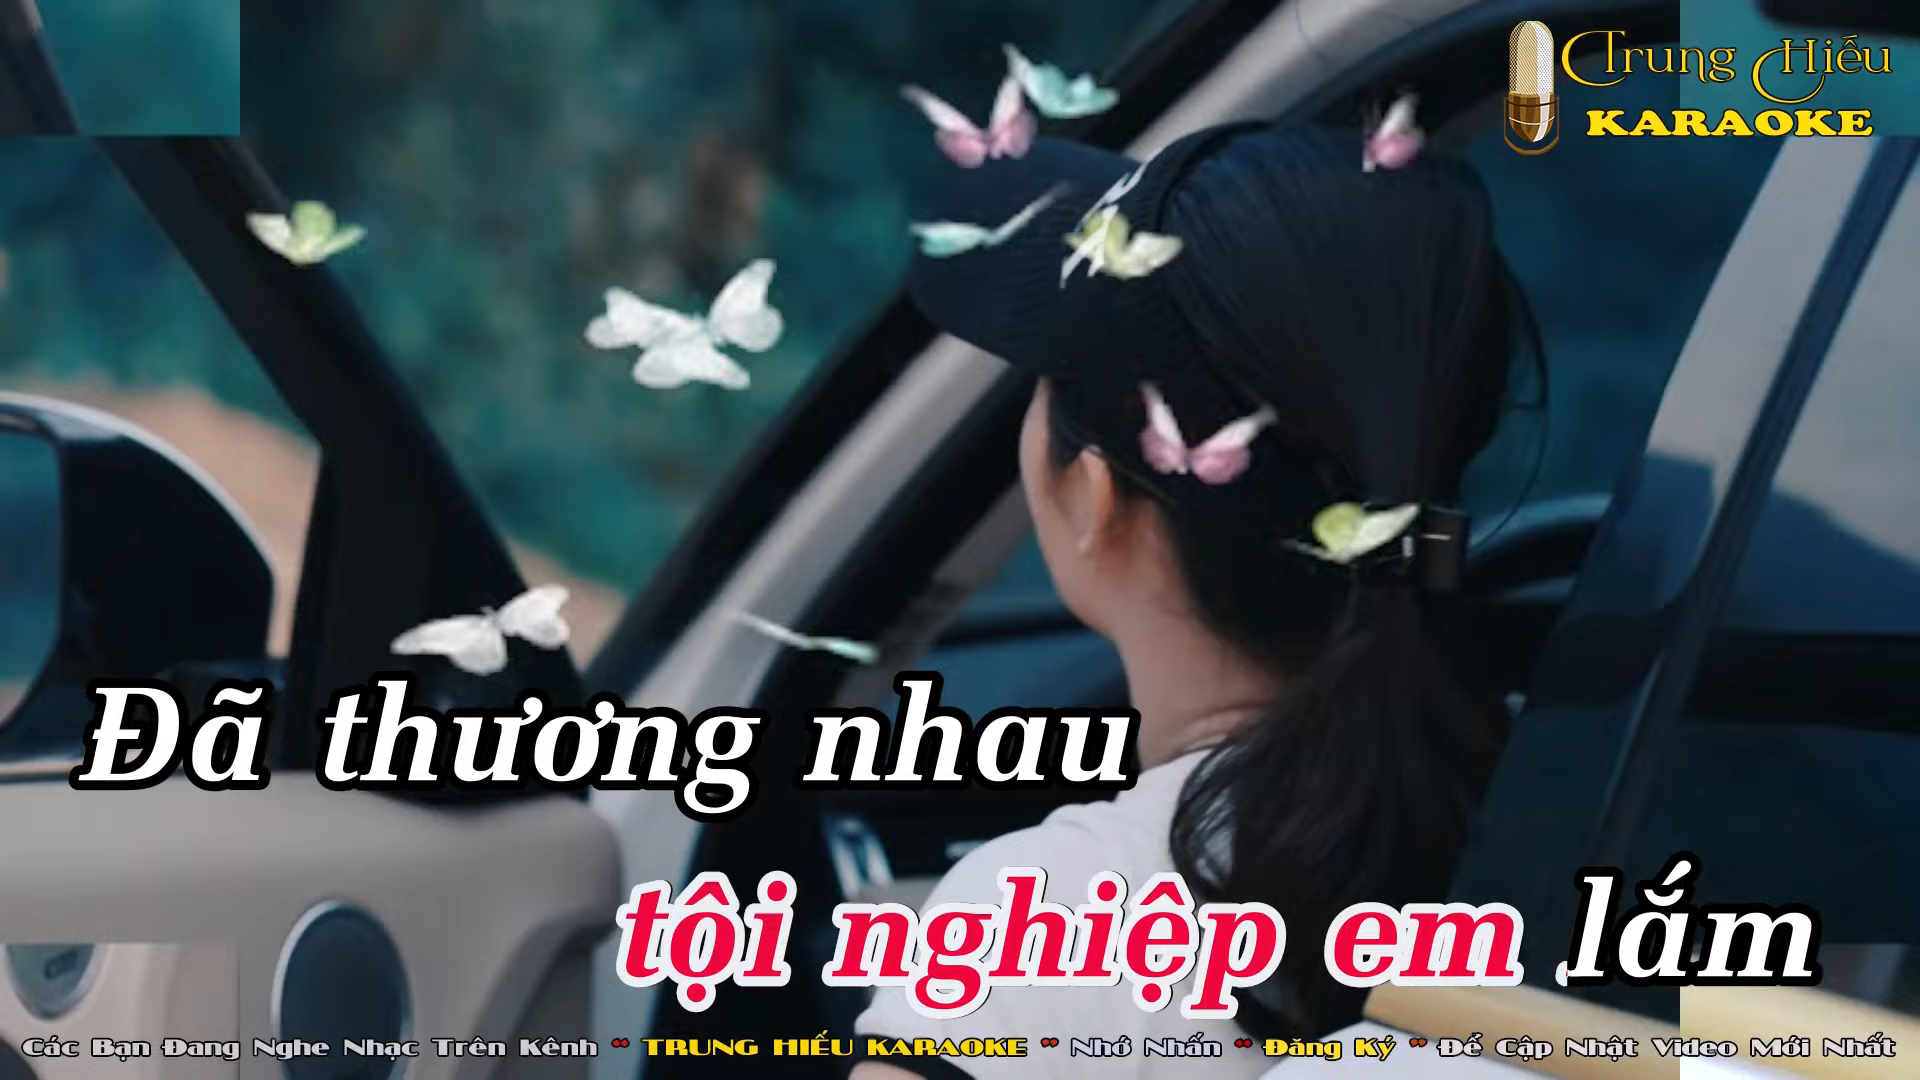 Trung Hiếu
KARAOKE
Đã thương nhau
tội nghiệp em lắm
Các Bạn Đang Nghe Nhạc Trên Kênh " TRUNG HIẾU KARAOKE " Nhớ Nhấn " Đăng Ký " Để Cập Nhật Video Mới Nhất